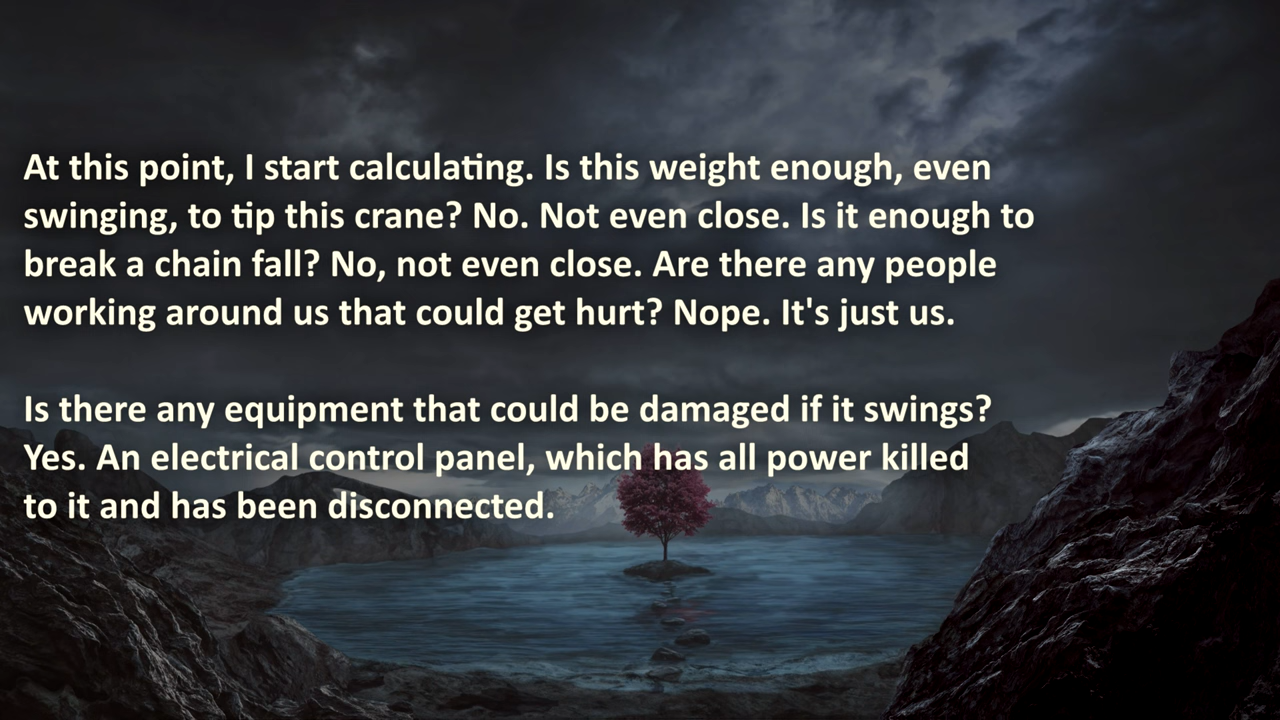 At this point, I start calculating. Is this weight enough, even
swinging, to tip this crane? No. Not even close. Is it enough to
break a chain fall? No, not even close. Are there any people
working around us that could get hurt? Nope. It's just us.
Is there any equipment that could be damaged if it swings?
Yes. An electrical control panel, which has all power killed
to it and has been disconnected.